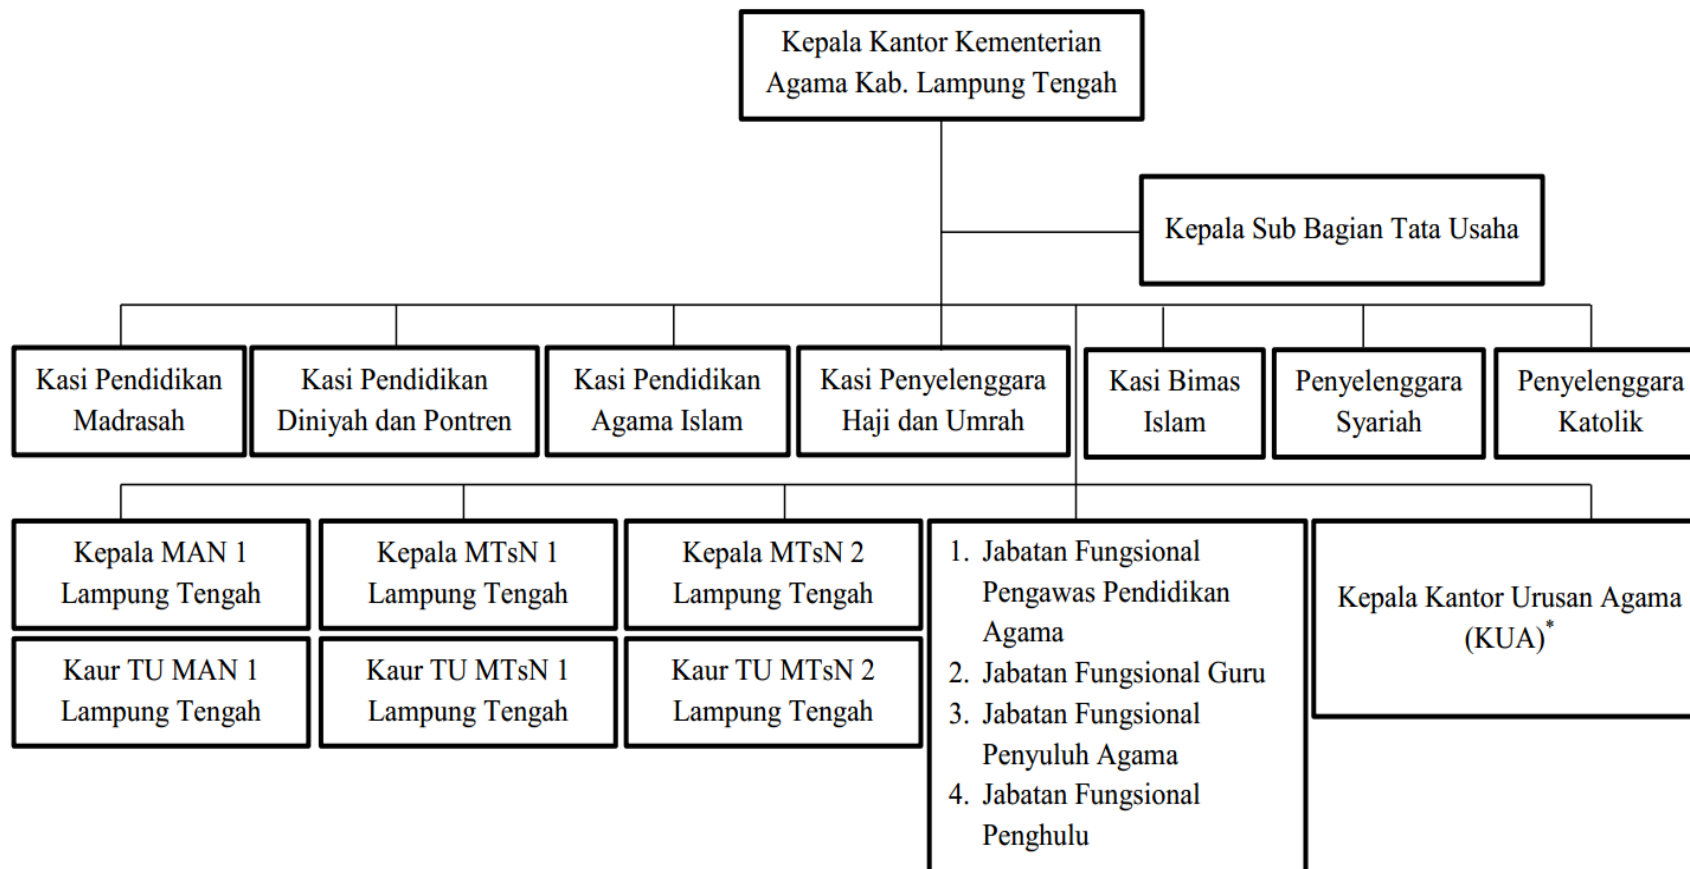 Kepala Kantor Kementerian
Agama Kab. Lampung Tengah
Kepala Sub Bagian Tata Usaha
Kasi Pendidikan
Madrasah
Kasi Pendidikan
Diniyah dan Pontren
Kasi Pendidikan
Agama Islam
Kasi Penyelenggara
Haji dan Umrah
Kasi Bimas
Islam
Penyelenggara
Syariah
Penyelenggara
Katolik
Kepala MAN 1
Lampung Tengah
Kepala MTsN 1
Lampung Tengah
Kepala MTsN 2
Lampung Tengah
1. Jabatan Fungsional
Pengawas Pendidikan
Agama
2. Jabatan Fungsional Guru
3. Jabatan Fungsional
Penyuluh Agama
4. Jabatan Fungsional
Penghulu
Kepala Kantor Urusan Agama
(KUA)*
Kaur TU MAN 1
Lampung Tengah
Kaur TU MTsN 1
Lampung Tengah
Kaur TU MTsN 2
Lampung Tengah